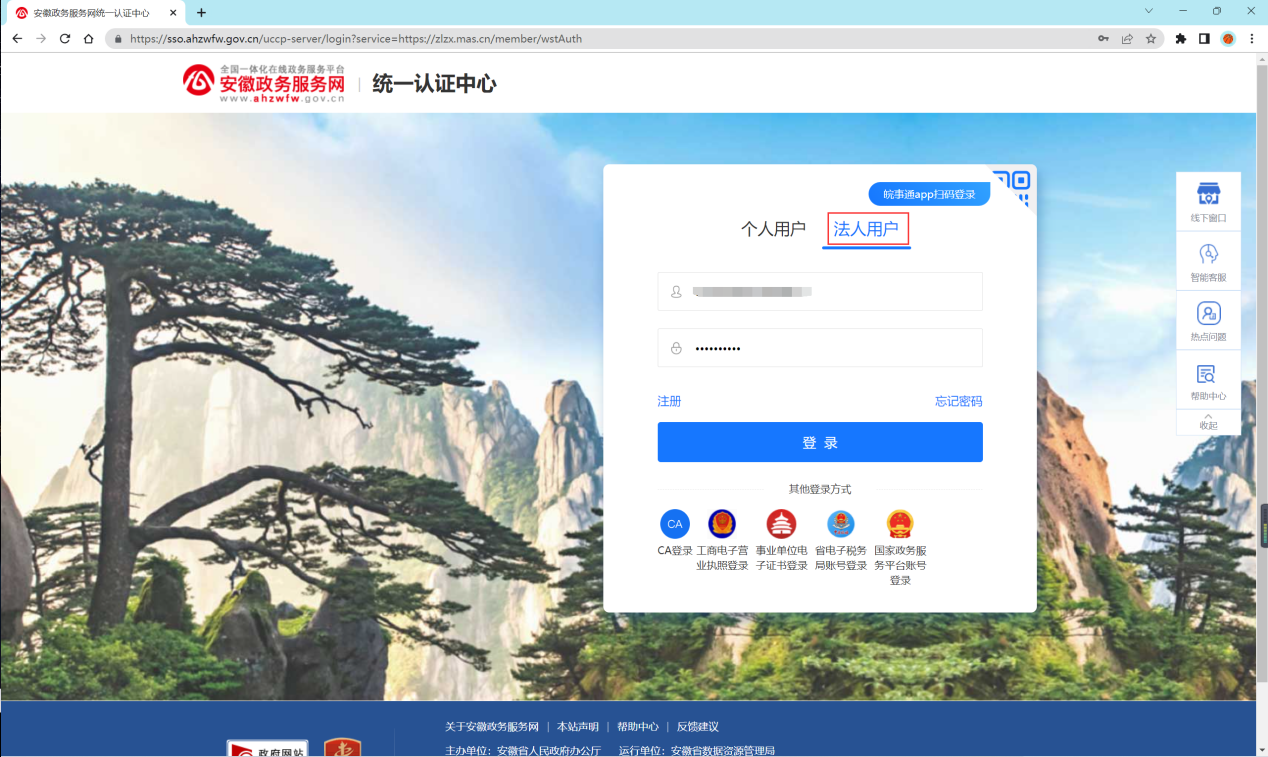 安徽政务服务网统一认证中心
https://sso.ahzwfw.gov.cn/uccp-server/login?service=https://zlzx.mas.cn/member/wstAuth
全国一体化在线政务服务平台
安徽政务服务网
www.ahzwfw.gov.cn
统一认证中心
皖事通app扫码登录
个人用户
法人用户
注册
忘记密码
登 录
其他登录方式
CA
CA登录
工商电子营
业执照登录
事业单位电
子证书登录
省电子税务
局账号登录
国家政务服
务平台账号
登录
线下窗口
智能客服
热点问题
帮助中心
收起
关于安徽政务服务网 | 本站声明 | 帮助中心 | 反馈建议
主办单位：安徽省人民政府办公厅 运行单位：安徽省数据资源管理局
政府网站